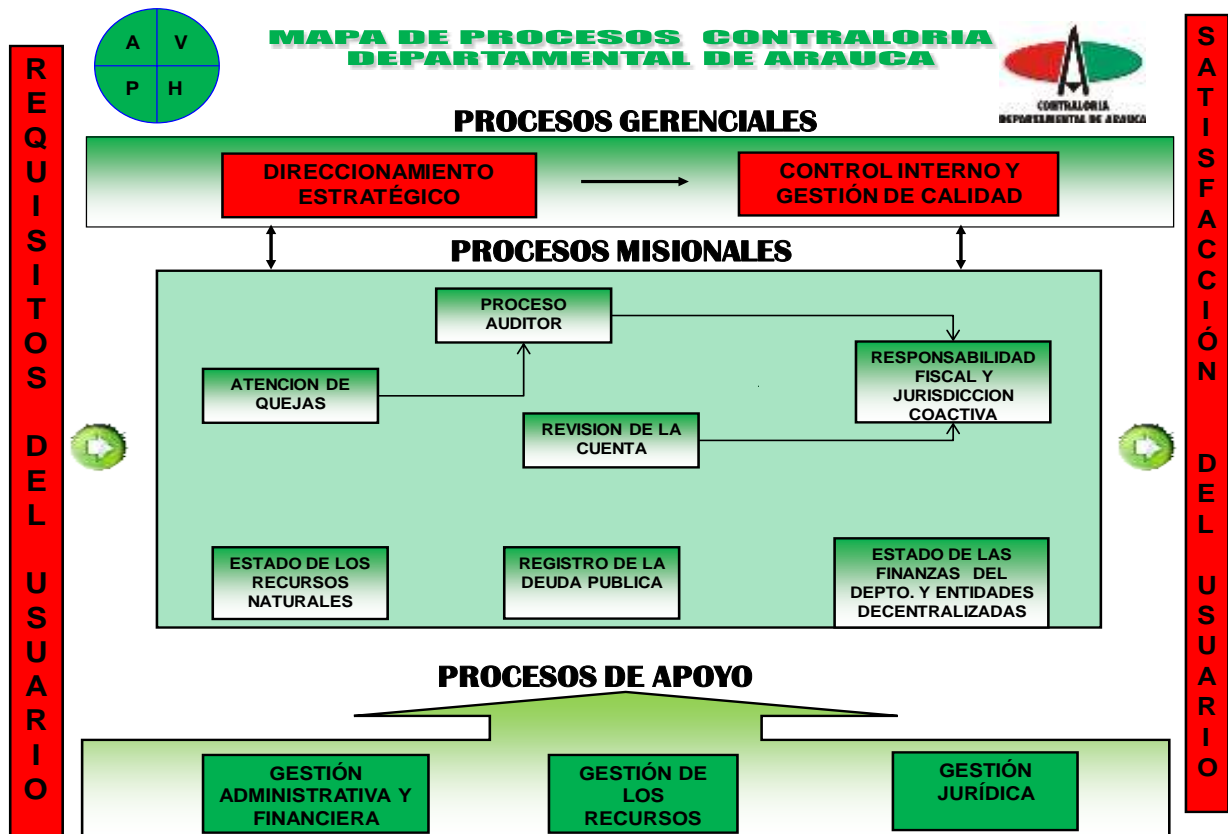 REQUISITOS DEL USUARIO
A V
P H
MAPA DE PROCESOS CONTRALORIA
DEPARTAMENTAL DE ARAUCA
CONTRALORIA
DEPARTAMENTAL DE ARAUCA
PROCESOS GERENCIALES
DIRECCIONAMIENTO
ESTRATÉGICO
CONTROL INTERNO Y
GESTIÓN DE CALIDAD
PROCESOS MISIONALES
PROCESO
AUDITOR
ATENCION DE
QUEJAS
REVISION DE LA
CUENTA
RESPONSABILIDAD
FISCAL Y
JURISDICCION
COACTIVA
ESTADO DE LOS
RECURSOS
NATURALES
REGISTRO DE LA
DEUDA PUBLICA
ESTADO DE LAS
FINANZAS DEL
DEPTO. Y ENTIDADES
DECENTRALIZADAS
PROCESOS DE APOYO
GESTIÓN
ADMINISTRATIVA Y
FINANCIERA
GESTIÓN DE
LOS
RECURSOS
GESTIÓN
JURÍDICA
SATISFACCIÓN DEL USUARIO